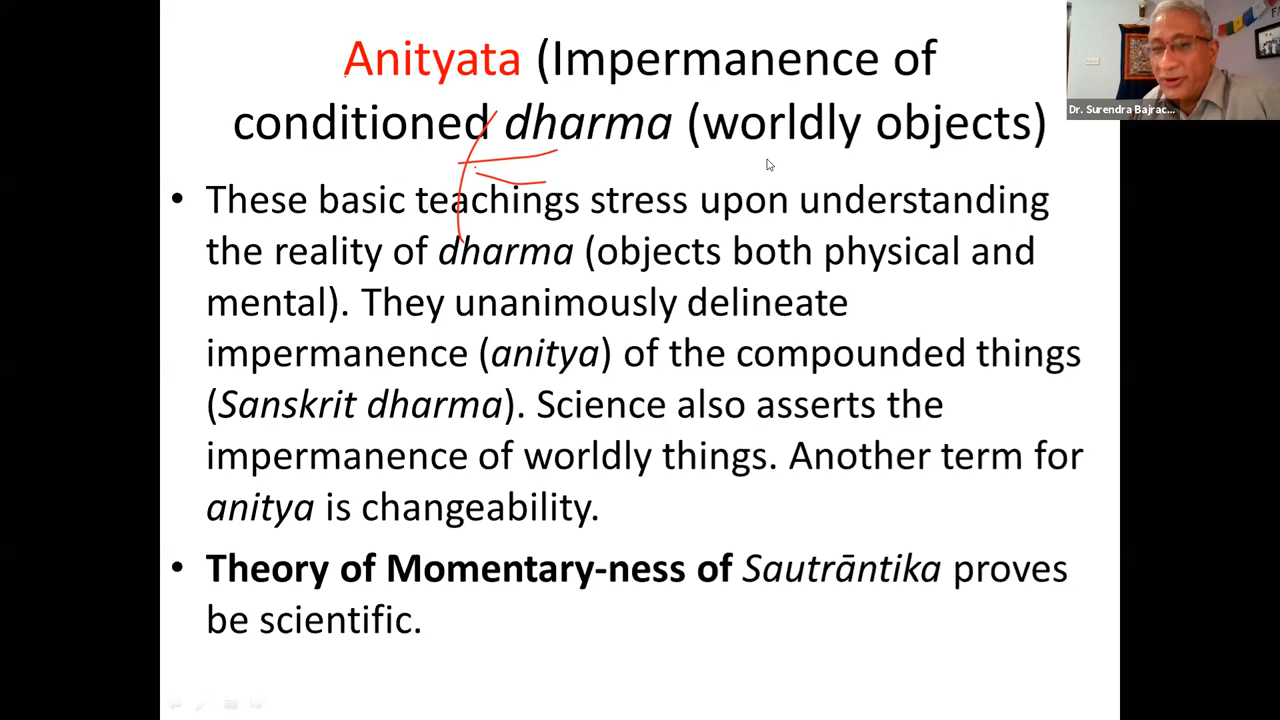 Anityata (Impermanence of
conditioned dharma (worldly objects)
• These basic teachings stress upon understanding
the reality of dharma (objects both physical and
mental). They unanimously delineate
impermanence (anitya) of the compounded things
(Sanskrit dharma). Science also asserts the
impermanence of worldly things. Another term for
anitya is changeability.
• Theory of Momentary-ness of Sautrāntika proves
be scientific.
Dr. Surendra Bajrac...